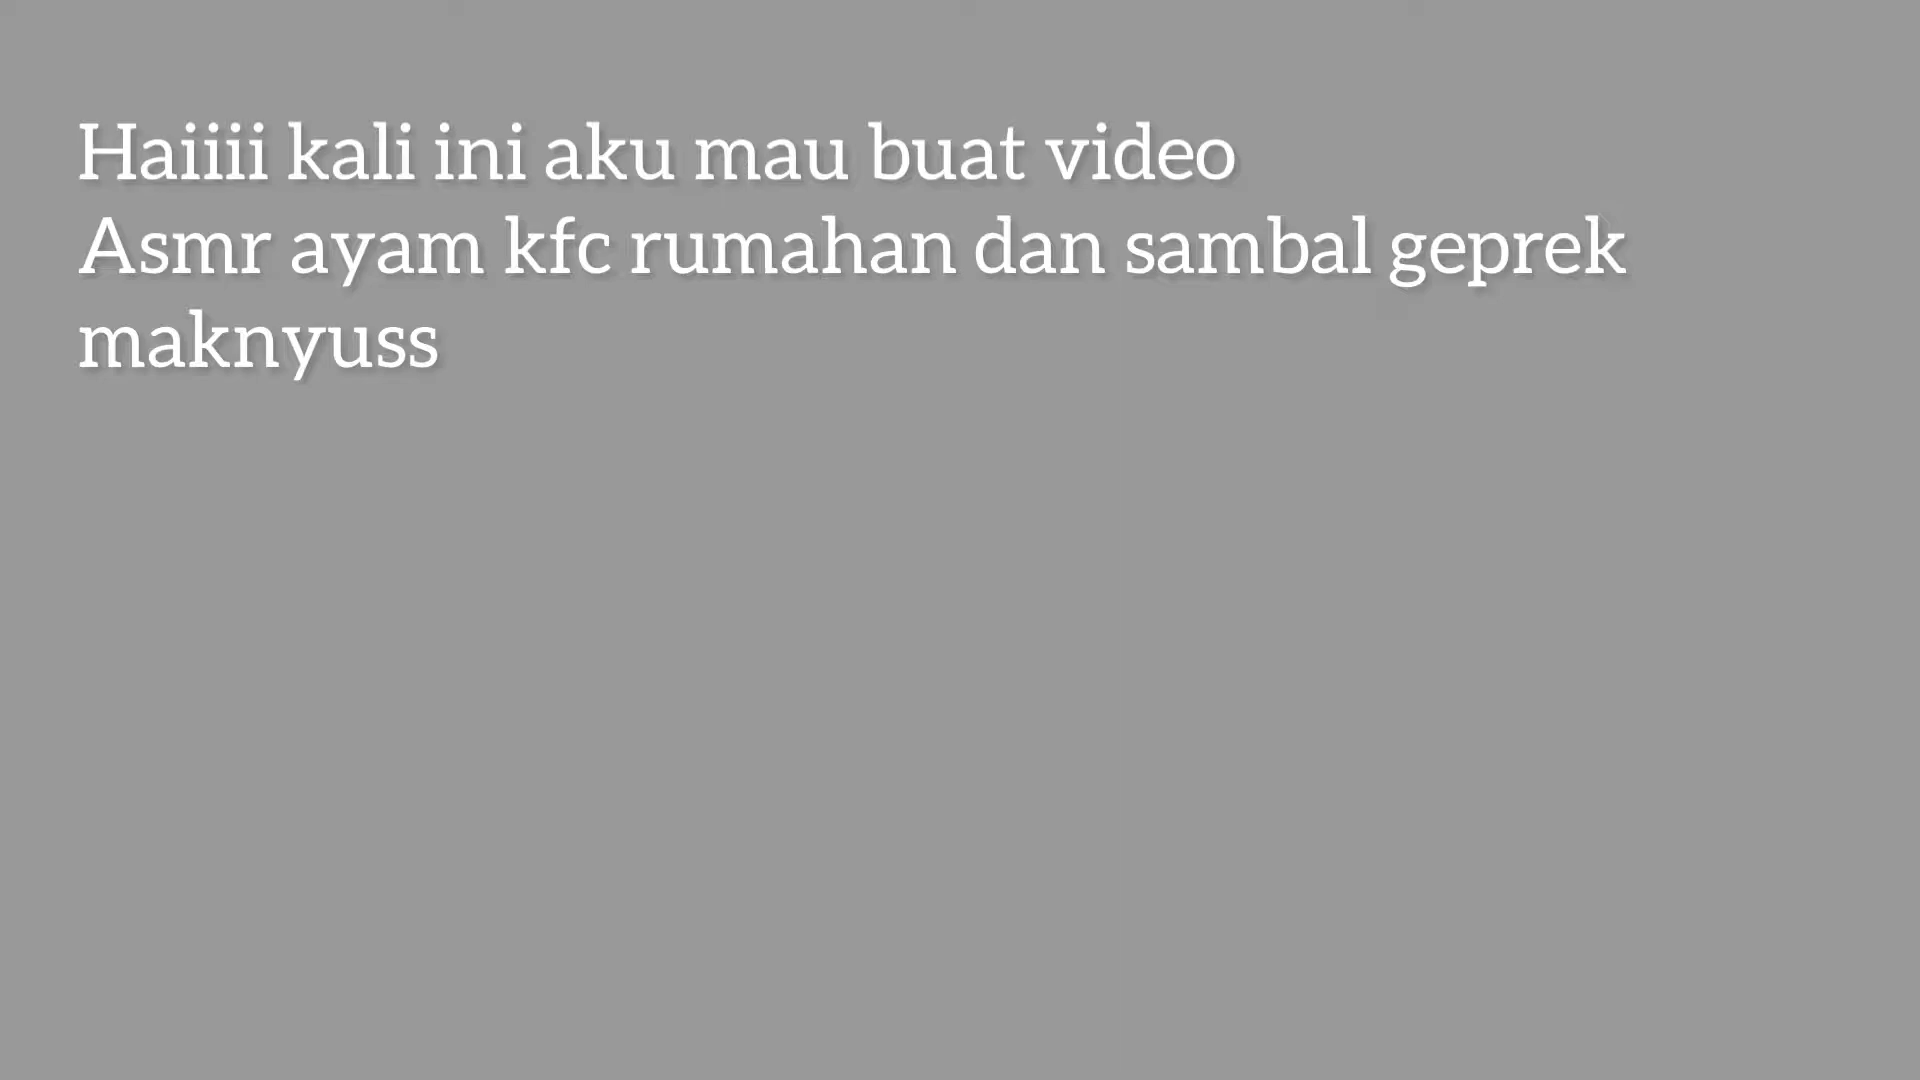 Haiiii kali ini aku mau buat video
Asmr ayam kfc rumahan dan sambal geprek
maknyuss